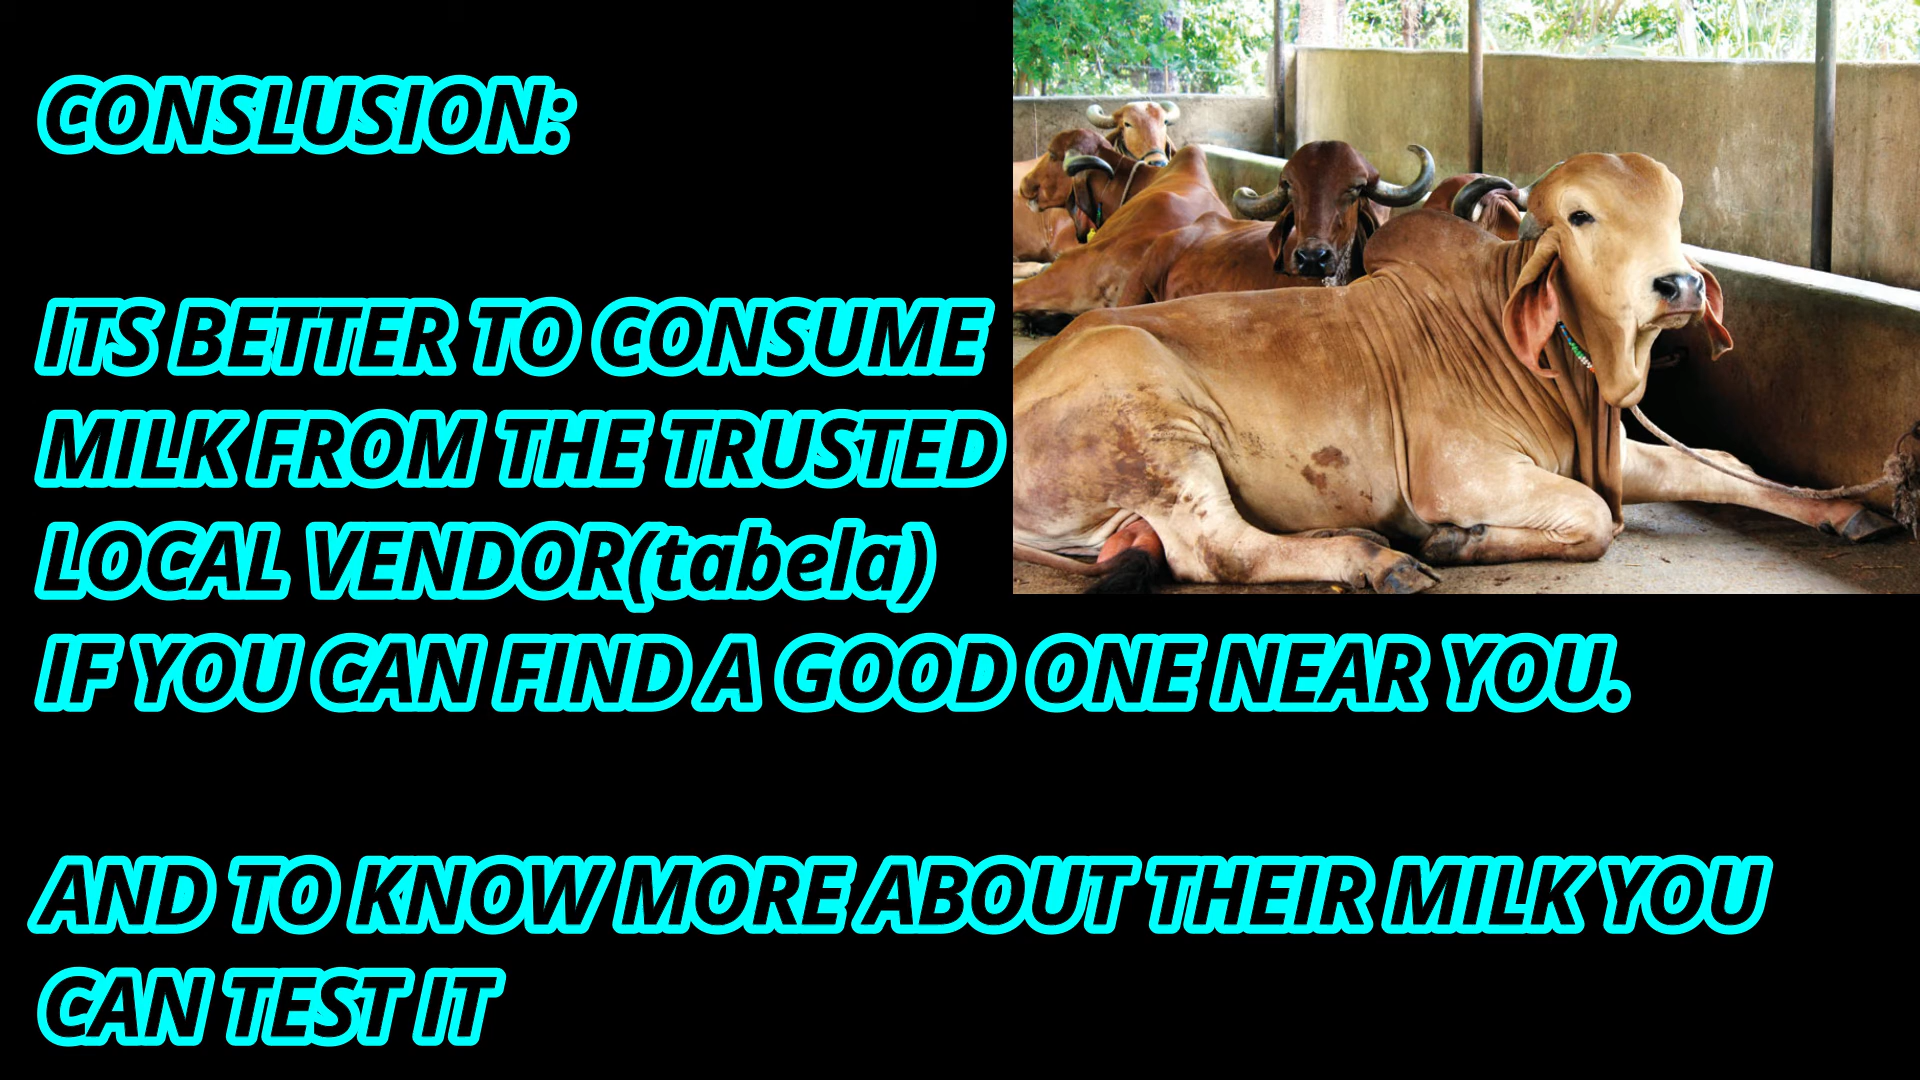 CONSLUSION:
ITS BETTER TO CONSUME
MILK FROM THE TRUSTED
LOCAL VENDOR(tabela)
IF YOU CAN FIND A GOOD ONE NEAR YOU.
AND TO KNOW MORE ABOUT THEIR MILK YOU
CAN TEST IT